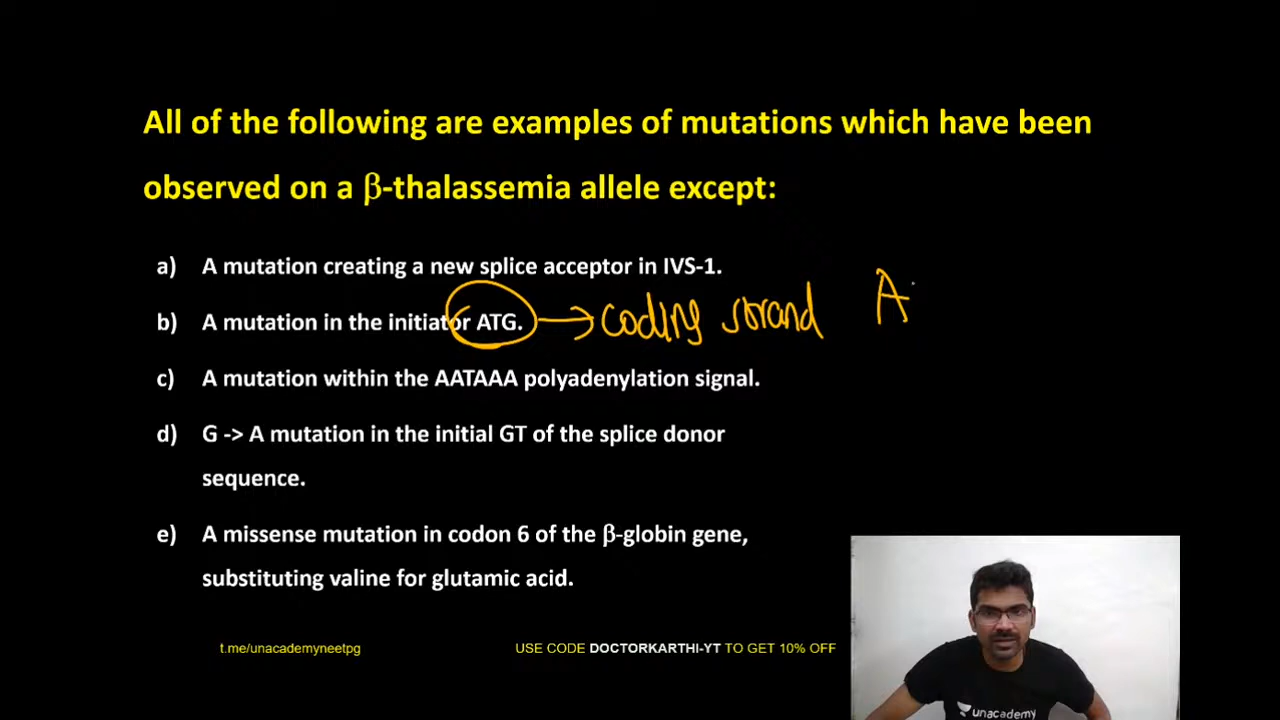 All of the following are examples of mutations which have been
observed on a β-thalassemia allele except:
a) A mutation creating a new splice acceptor in IVS-1.
b) A mutation in the initiator ATG. → coding strand A
c) A mutation within the AATAAA polyadenylation signal.
d) G -> A mutation in the initial GT of the splice donor
sequence.
e) A missense mutation in codon 6 of the β-globin gene,
substituting valine for glutamic acid.
t.me/unacademyneetpg USE CODE DOCTORKARTHI-YT TO GET 10% OFF
unacademy